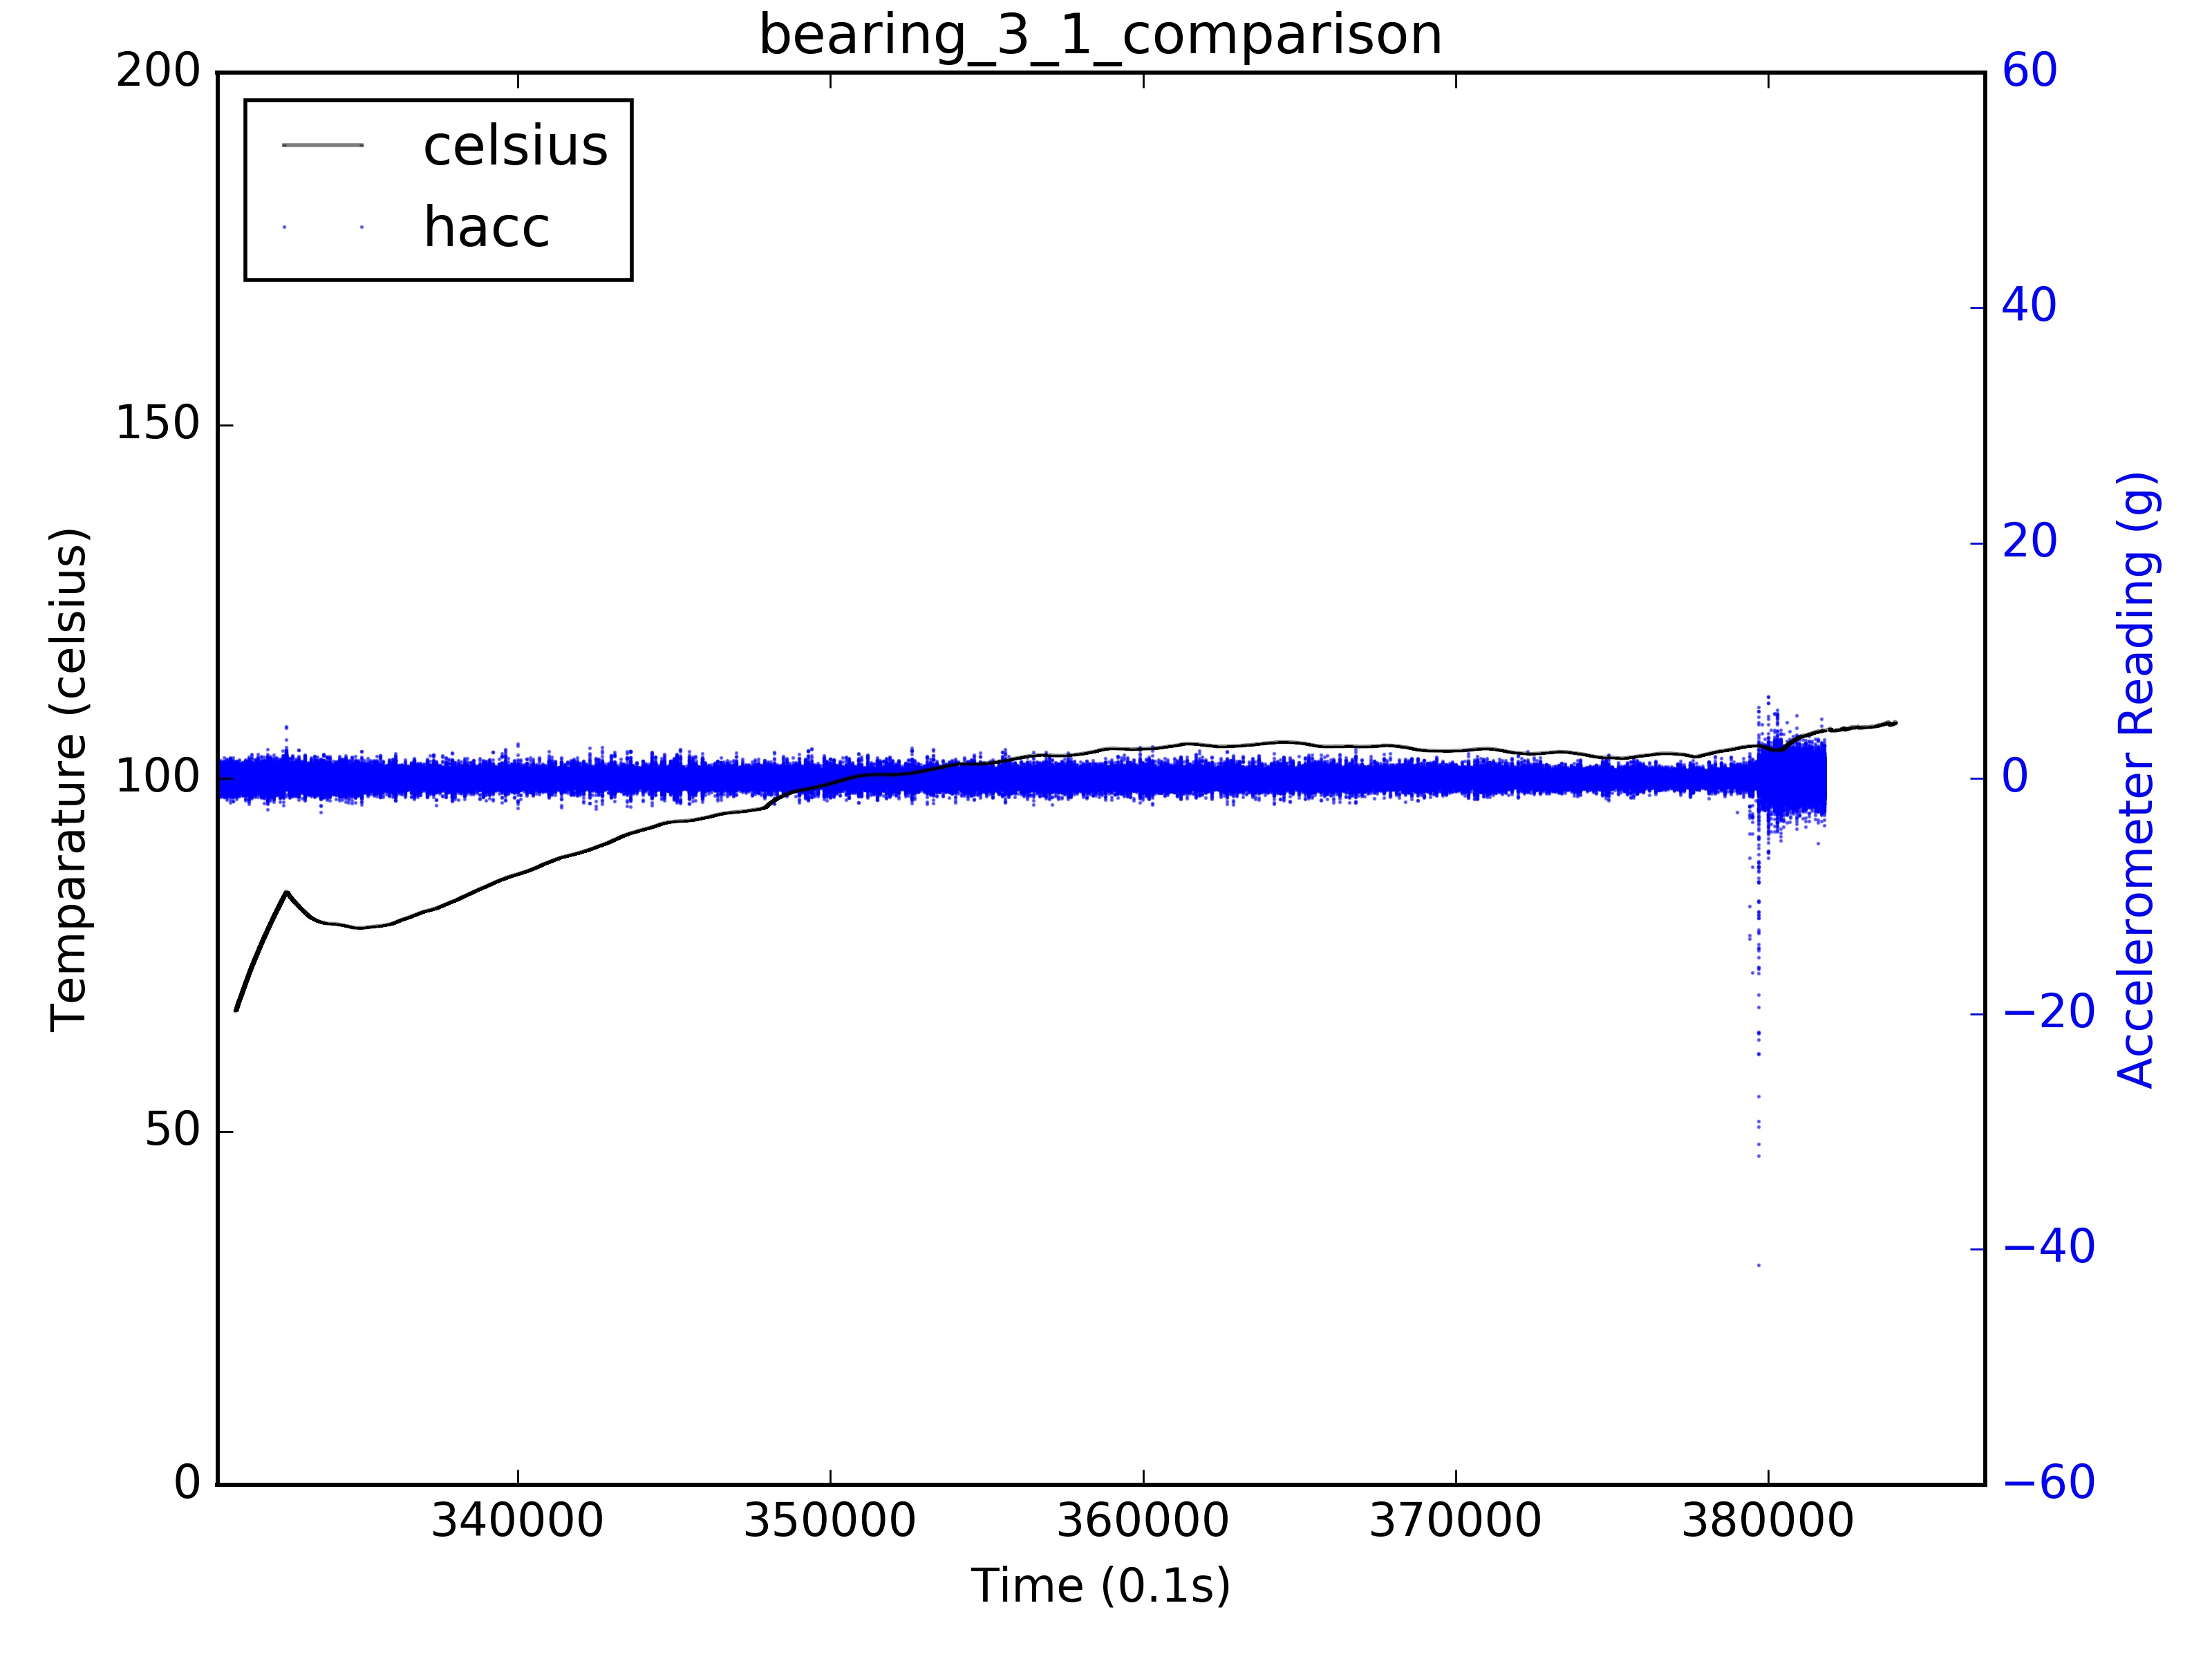 bearing_3_1_comparison
celsius
hacc
200
150
100
50
0
Temparature (celsius)
60
40
20
0
−20
−40
−60
Accelerometer Reading (g)
340000 350000 360000 370000 380000
Time (0.1s)